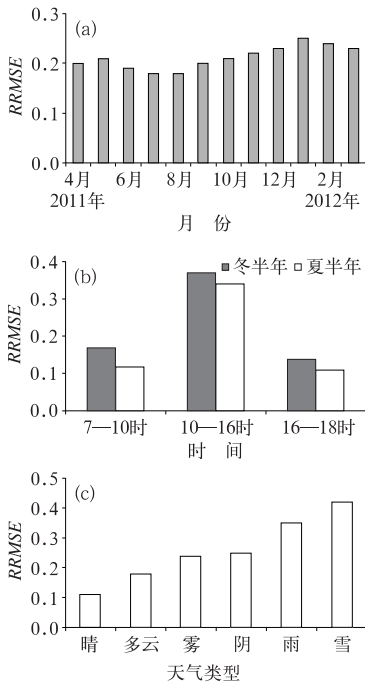 (a)
RRMSE
0.3
0.2
0.1
0.0
4月 6月 8月 10月 12月 2月
2011年 2012年
月 份
(b)
■冬半年 □夏半年
RRMSE
0.4
0.3
0.2
0.1
0.0
7—10时 10—16时 16—18时
时 间
(c)
RRMSE
0.5
0.4
0.3
0.2
0.1
0.0
晴 多云 雾 阴 雨 雪
天气类型